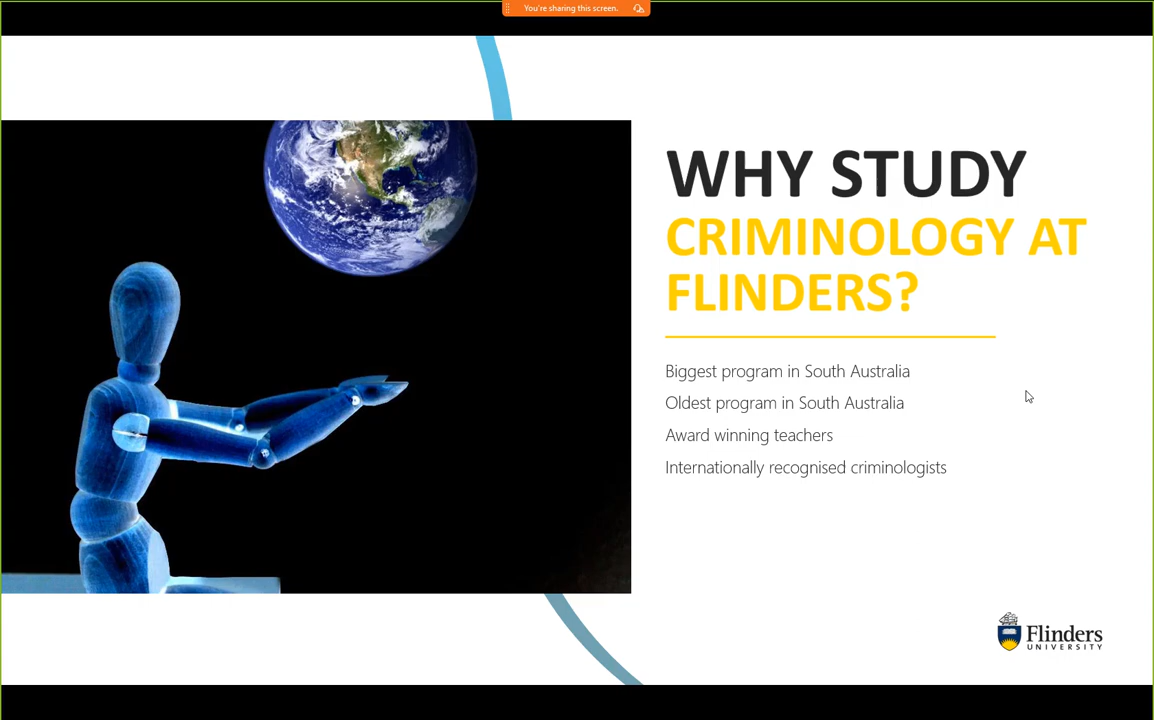 You're sharing this screen.
WHY STUDY
CRIMINOLOGY AT
FLINDERS?
Biggest program in South Australia
Oldest program in South Australia
Award winning teachers
Internationally recognised criminologists
Flinders
UNIVERSITY